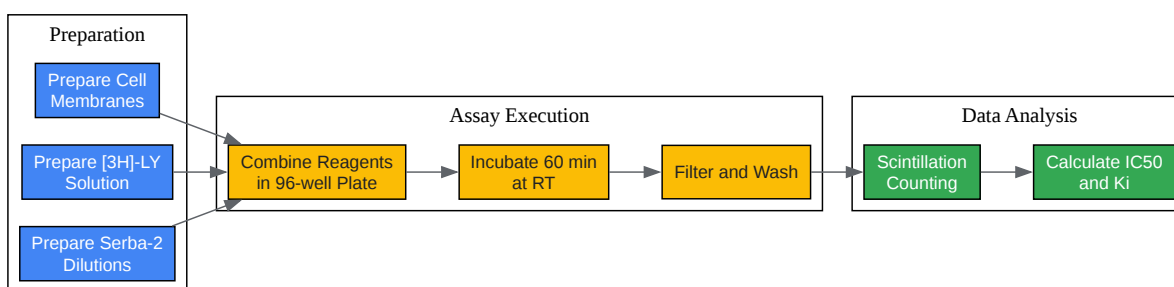 Preparation
Prepare Cell
Membranes
Prepare [3H]-LY
Solution
Prepare Serba-2
Dilutions
Assay Execution
Combine Reagents
in 96-well Plate
Incubate 60 min
at RT
Filter and Wash
Data Analysis
Scintillation
Counting
Calculate IC50
and Ki